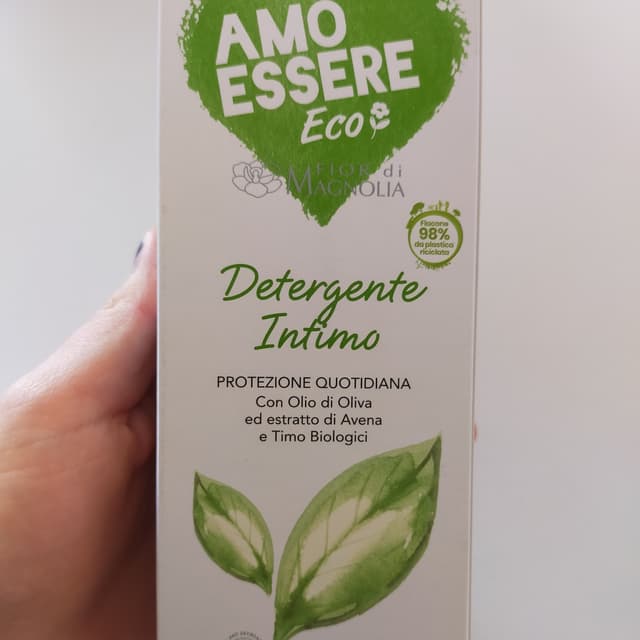 AMO
ESSERE
Eco
FIOR di
MAGNOLIA
Flacone
98%
da plastica
riciclata
Detergente
Intimo
PROTEZIONE QUOTIDIANA
Con Olio di Oliva
ed estratto di Avena
e Timo Biologici